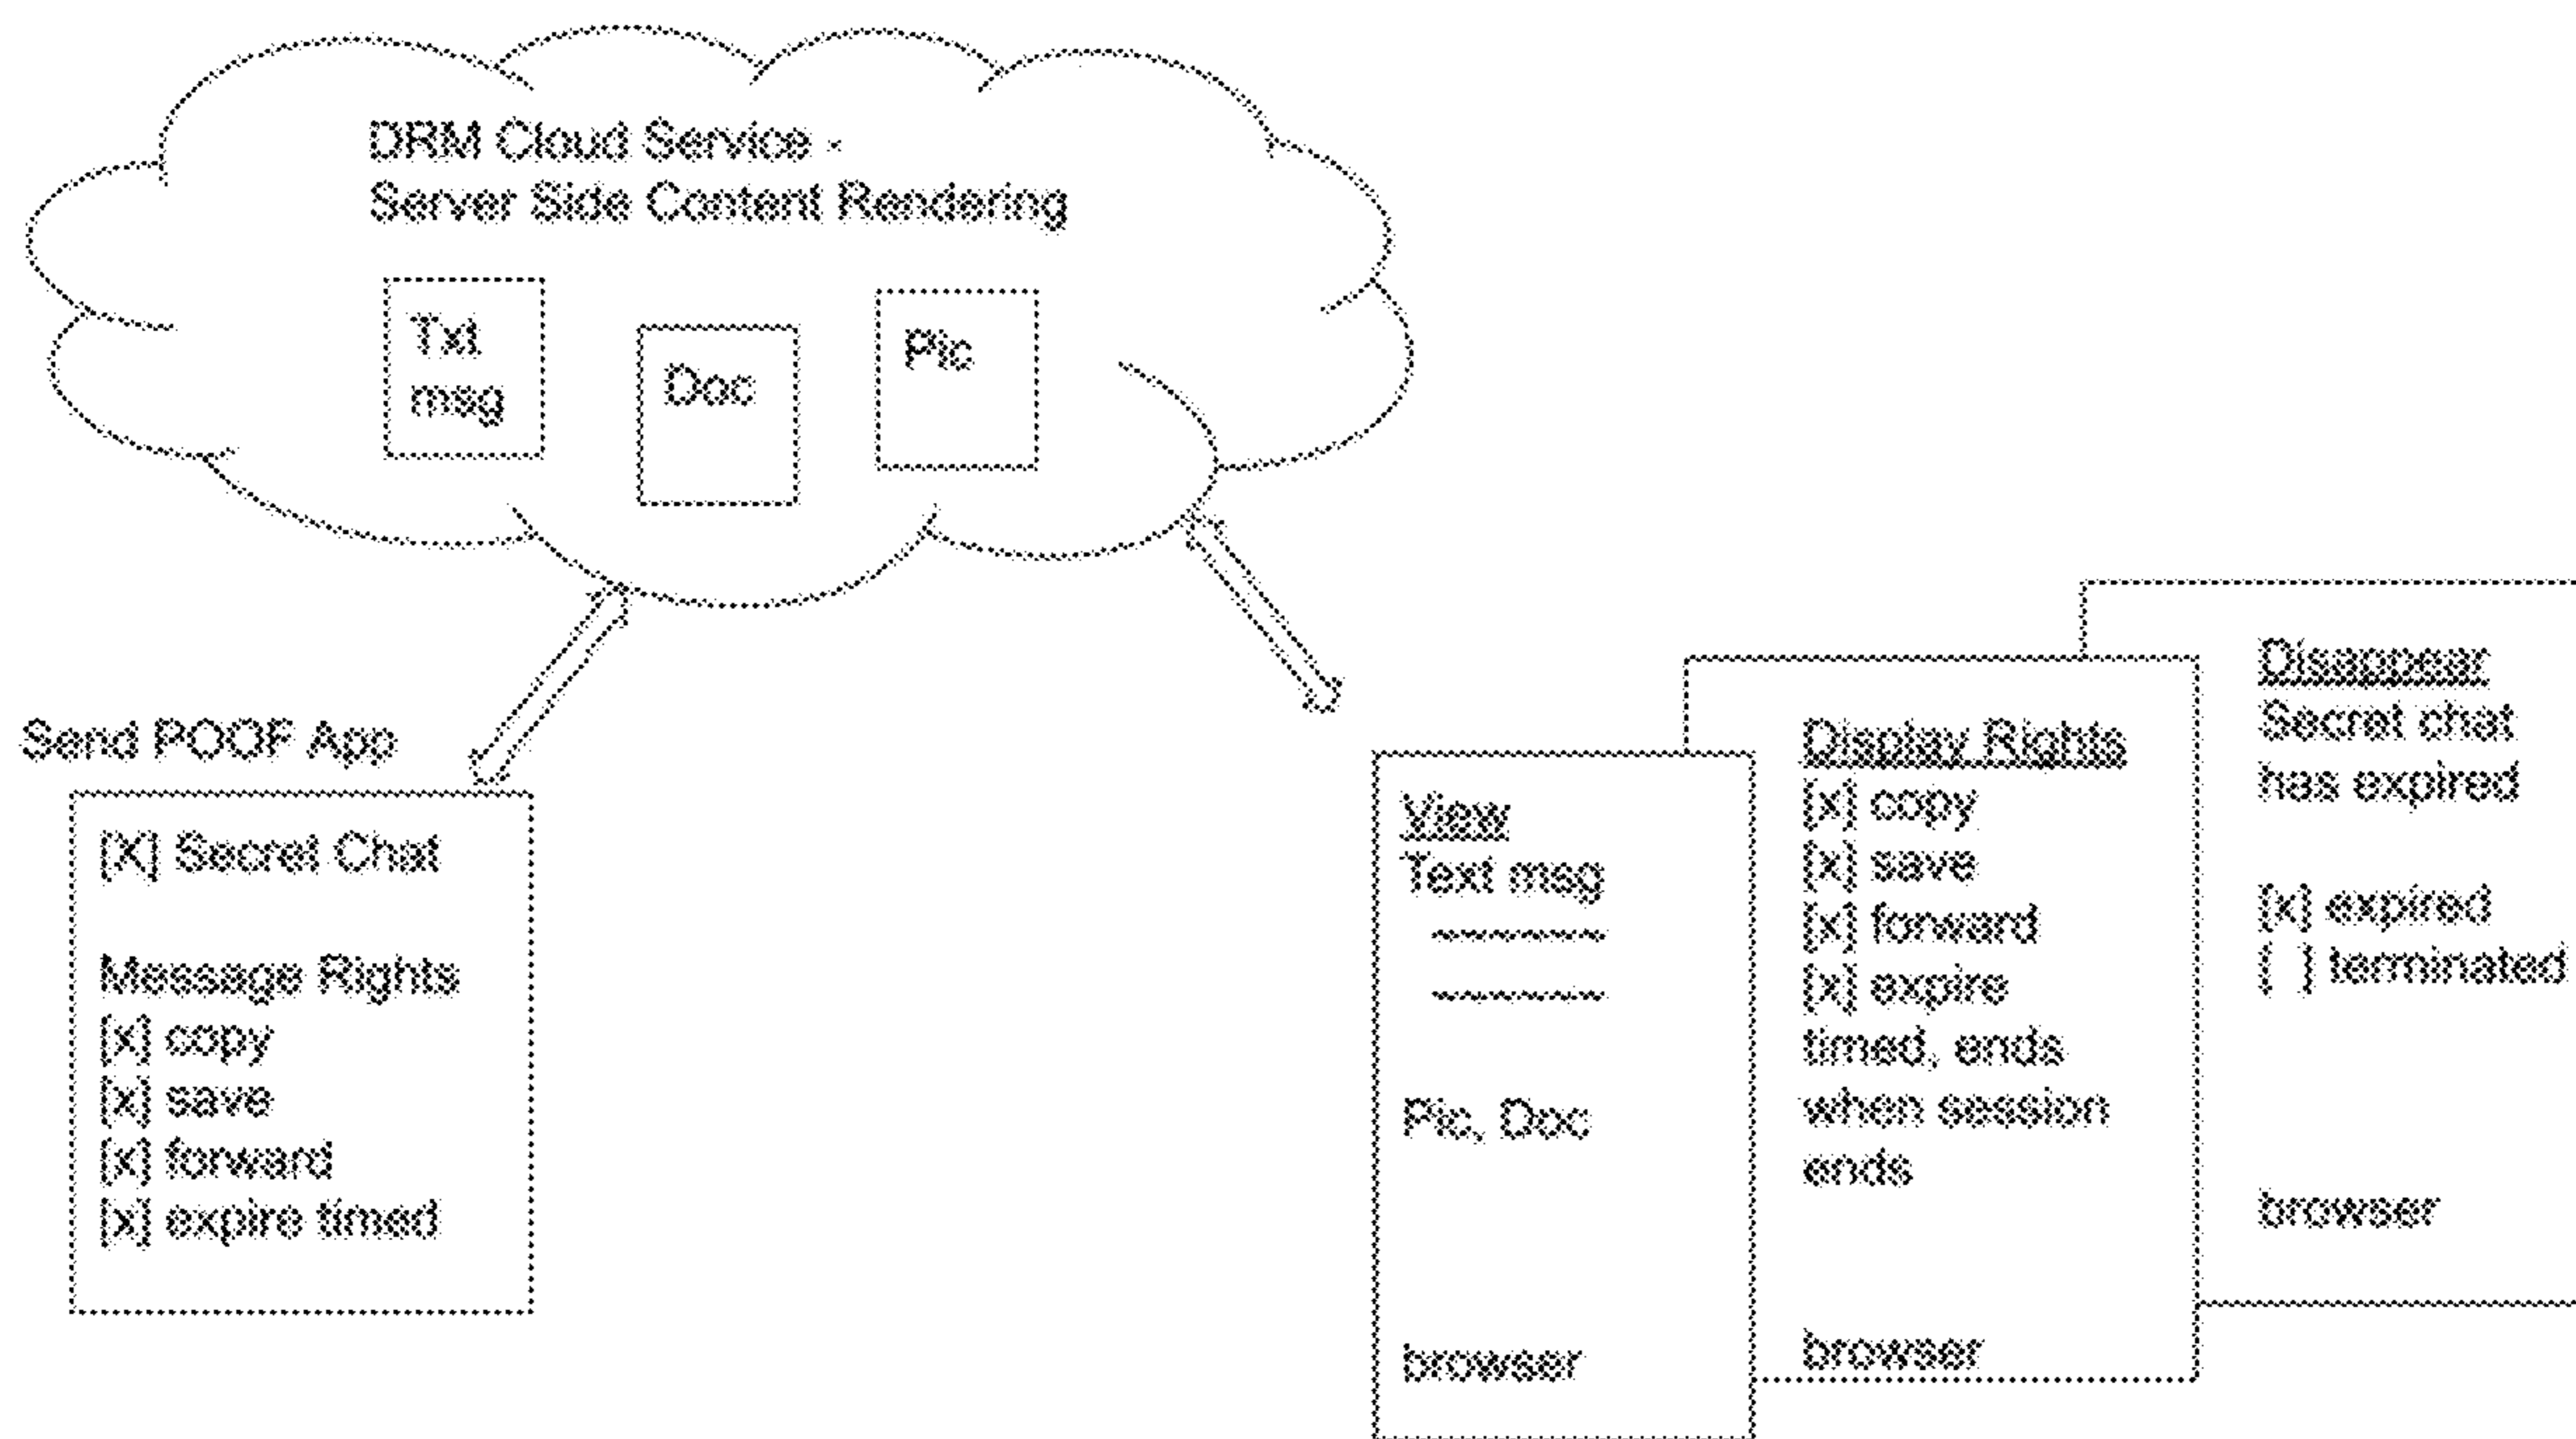 DRM Cloud Service -
Server Side Content Rendering
Txt
msg
Doc
Pic
Send POOF App
[X] Secret Chat
Message Rights
[x] copy
[x] save
[x] forward
[x] expire timed
View
Text msg
Pic, Doc
browser
Display Rights
[x] copy
[x] save
[x] forward
[x] expire
timed, ends
when session
ends
browser
Disappear
Secret chat
has expired
[x] expired
[ ] terminated
browser